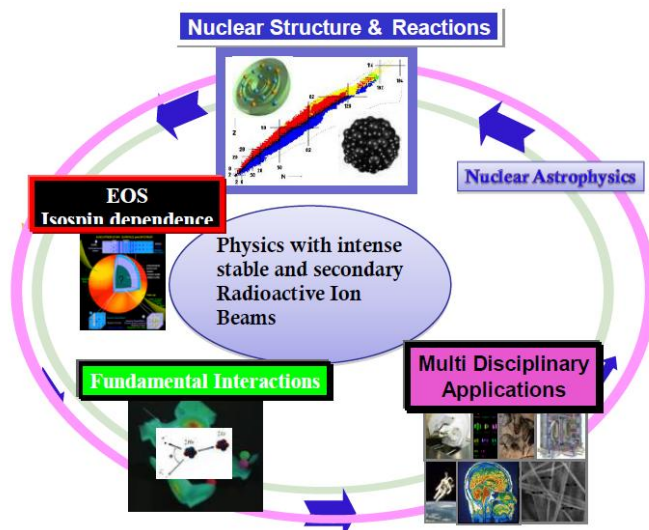 Nuclear Structure & Reactions
Z
N
Nuclear Astrophysics
EOS
Isospin dependence
Physics with intense
stable and secondary
Radioactive Ion
Beams
Fundamental Interactions
Multi Disciplinary
Applications